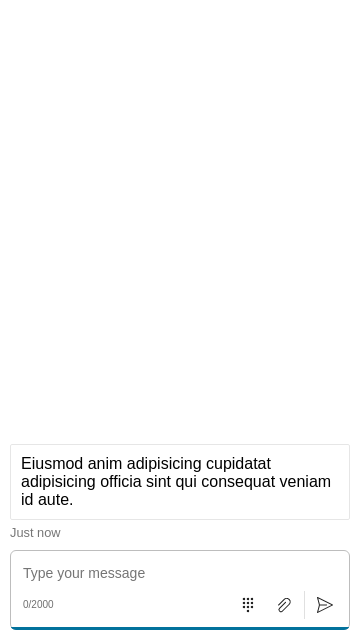 Eiusmod anim adipisicing cupidatat
adipisicing officia sint qui consequat veniam
id aute.
Just now
Type your message
0/2000